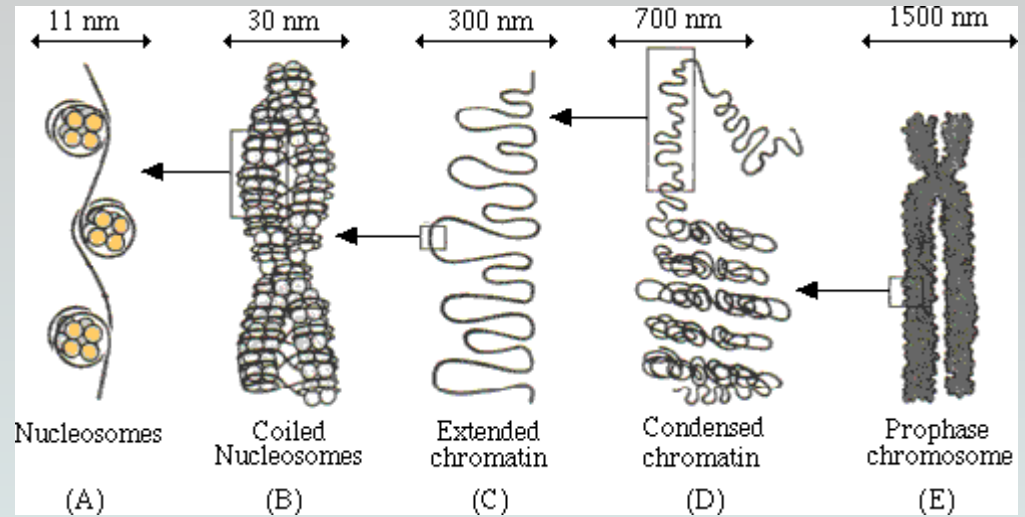 11 nm 30 nm 300 nm 700 nm 1500 nm
Nucleosomes
Coiled
Nucleosomes
Extended
chromatin
Condensed
chromatin
Prophase
chromosome
(A) (B) (C) (D) (E)